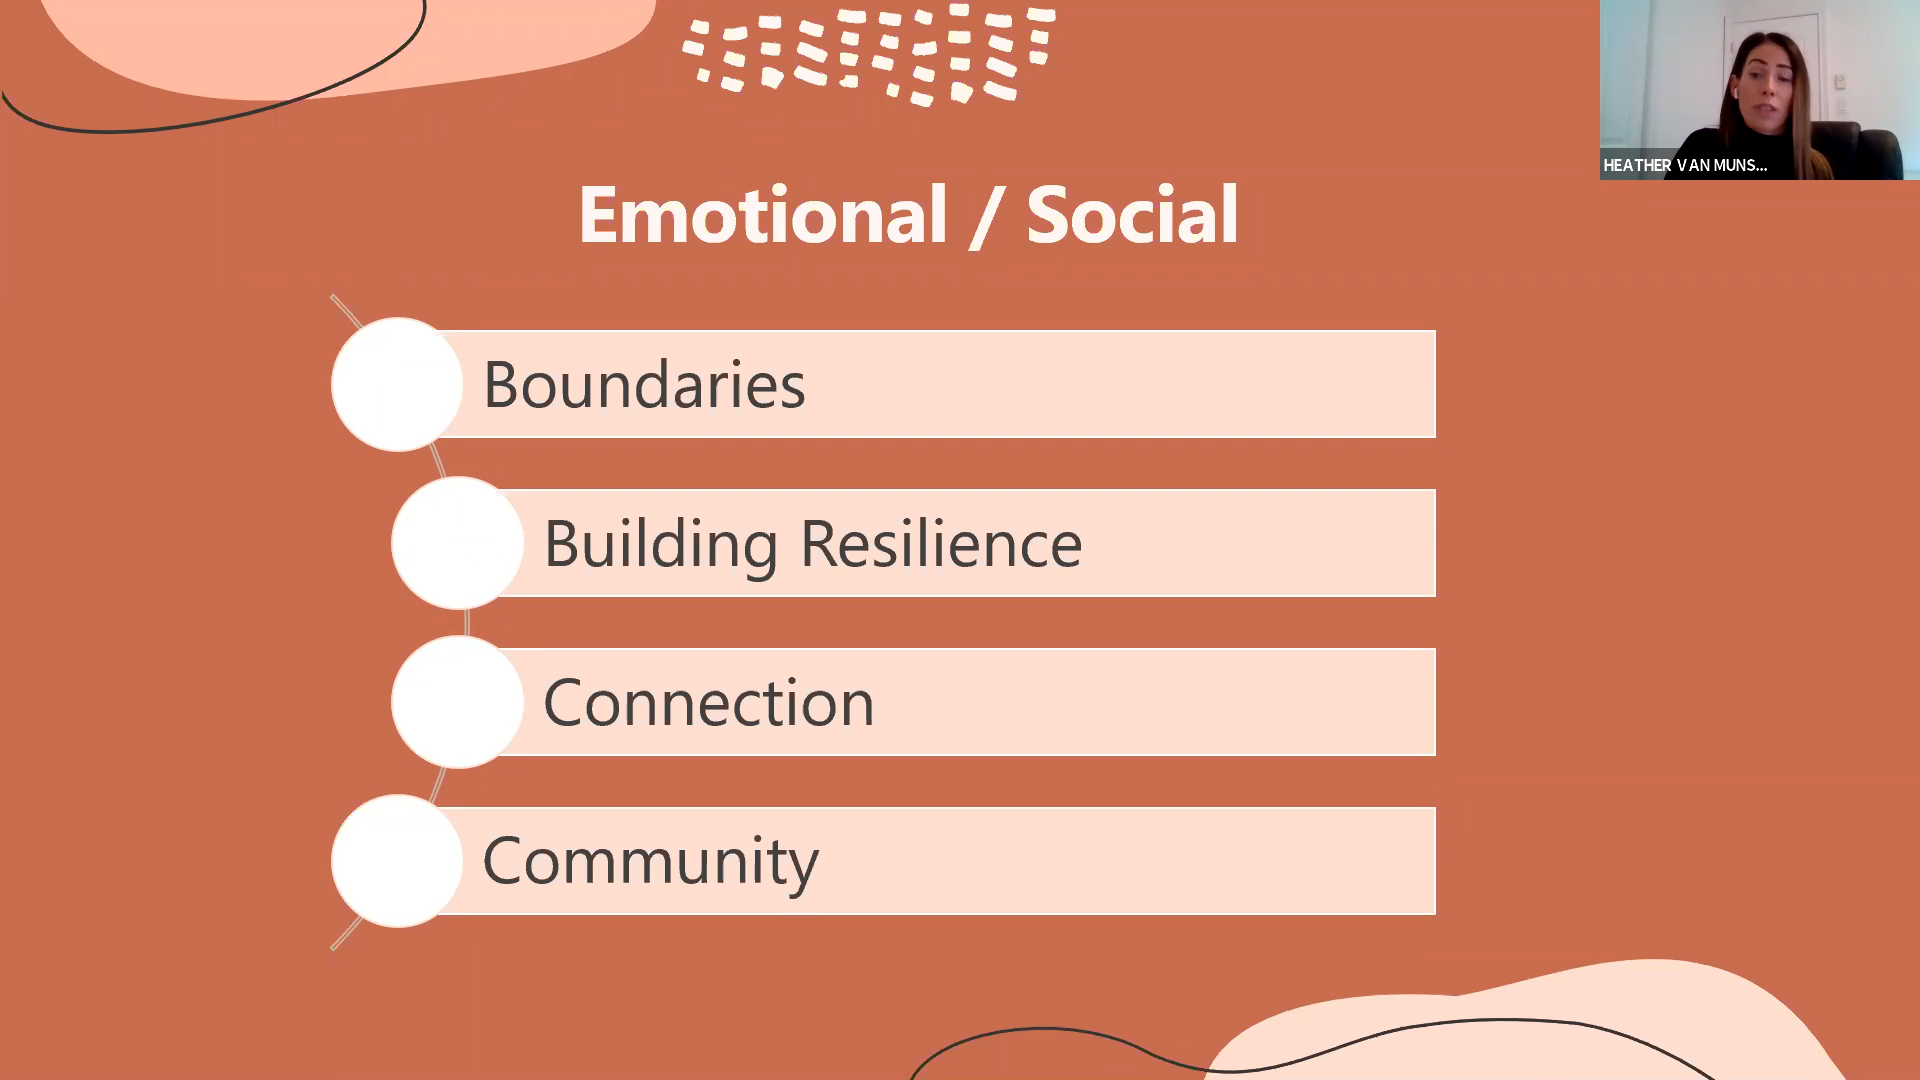 Emotional / Social
Boundaries
Building Resilience
Connection
Community
HEATHER VAN MUNS...